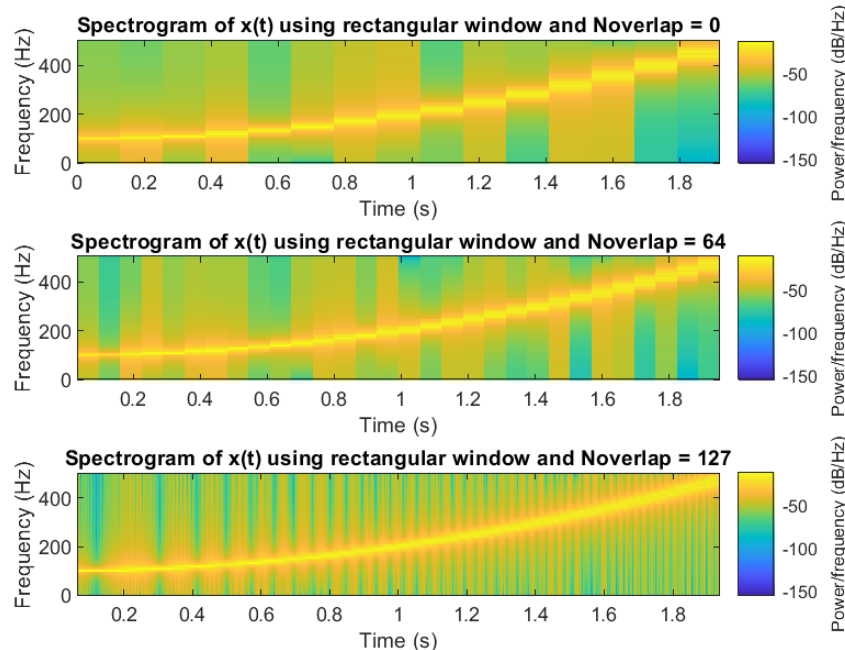 Spectrogram of x(t) using rectangular window and Noverlap = 0
Frequency (Hz)
400
200
0
0 0.2 0.4 0.6 0.8 1 1.2 1.4 1.6 1.8
Time (s)
-50
-100
-150
Power/frequency (dB/Hz)
Spectrogram of x(t) using rectangular window and Noverlap = 64
Frequency (Hz)
400
200
0
0.2 0.4 0.6 0.8 1 1.2 1.4 1.6 1.8
Time (s)
-50
-100
-150
Power/frequency (dB/Hz)
Spectrogram of x(t) using rectangular window and Noverlap = 127
Frequency (Hz)
400
200
0
0.2 0.4 0.6 0.8 1 1.2 1.4 1.6 1.8
Time (s)
-50
-100
-150
Power/frequency (dB/Hz)